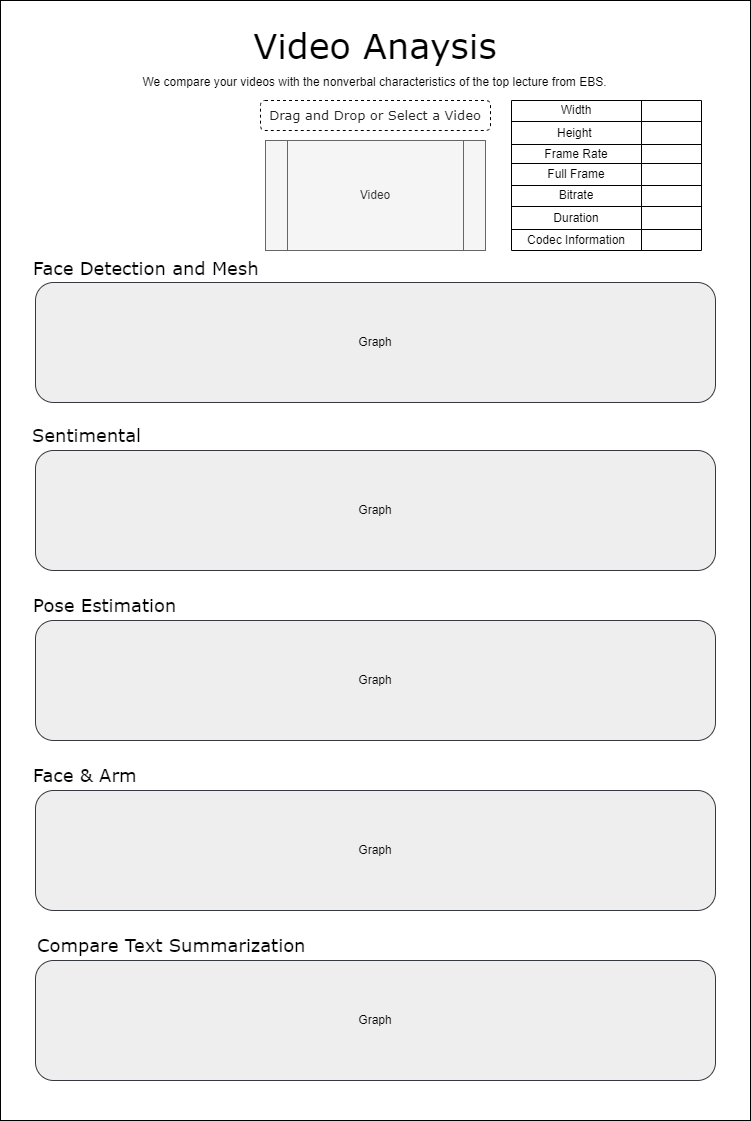 Video Anaysis
We compare your videos with the nonverbal characteristics of the top lecture from EBS.
Drag and Drop or Select a Video
Video
Width
Height
Frame Rate
Full Frame
Bitrate
Duration
Codec Information
Face Detection and Mesh
Graph
Sentimental
Graph
Pose Estimation
Graph
Face & Arm
Graph
Compare Text Summarization
Graph